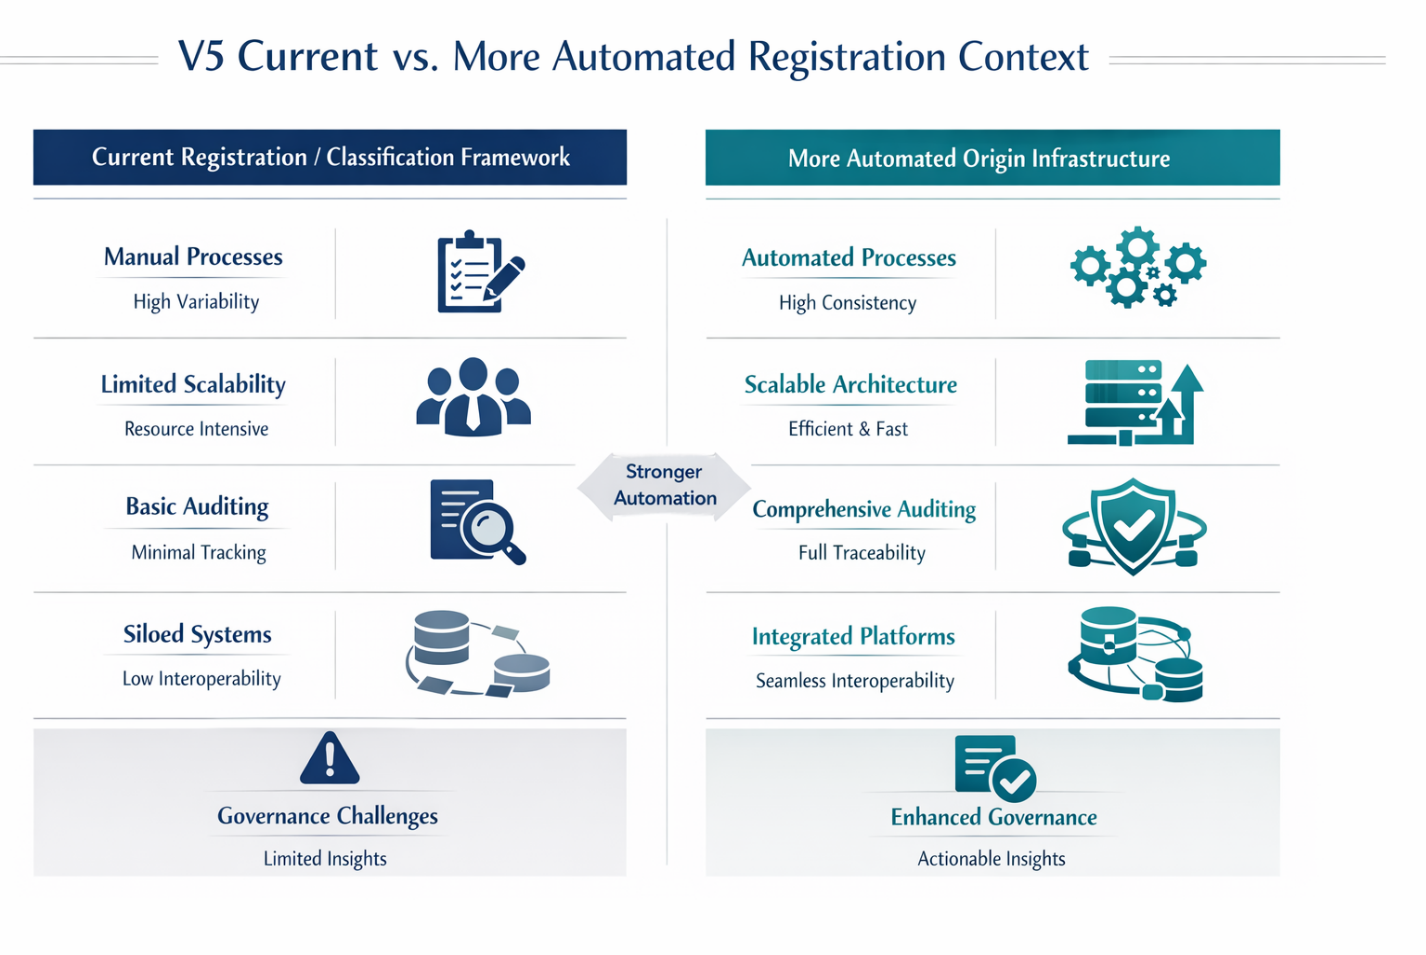 V5 Current vs. More Automated Registration Context
Current Registration / Classification Framework
Manual Processes
High Variability
Limited Scalability
Resource Intensive
Basic Auditing
Minimal Tracking
Siloed Systems
Low Interoperability
Governance Challenges
Limited Insights
Stronger
Automation
More Automated Origin Infrastructure
Automated Processes
High Consistency
Scalable Architecture
Efficient & Fast
Comprehensive Auditing
Full Traceability
Integrated Platforms
Seamless Interoperability
Enhanced Governance
Actionable Insights